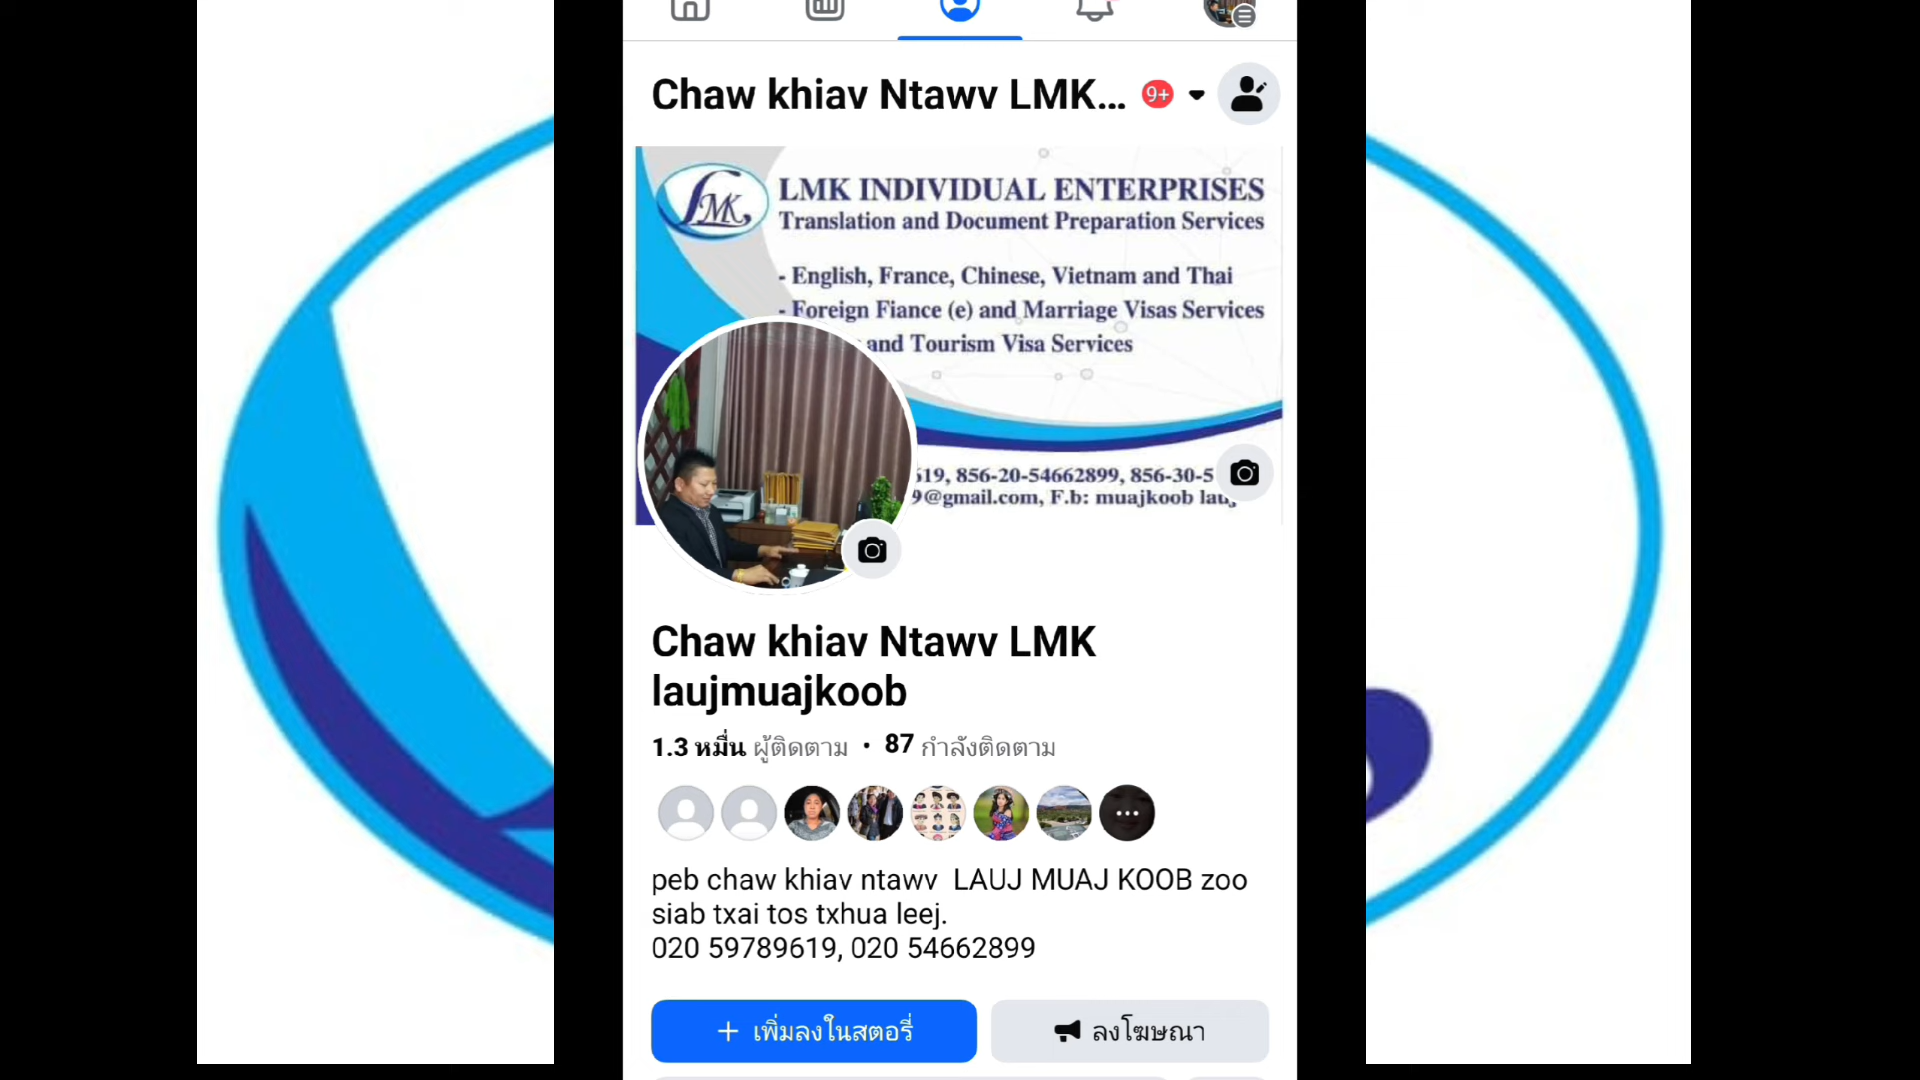 Chaw khiav Ntawv LMK... 9+
LMK
LMK INDIVIDUAL ENTERPRISES
Translation and Document Preparation Services
- English, France, Chinese, Vietnam and Thai
- Foreign Fiance (e) and Marriage Visas Services
and Tourism Visa Services
619, 856-20-54662899, 856-30-5
9@gmail.com, F.b: muajkoob lauj
Chaw khiav Ntawv LMK
laujmuajkoob
1.3 หมื่น ผู้ติดตาม • 87 กำลังติดตาม
peb chaw khiav ntawv LAUJ MUAJ KOOB zoo
siab txai tos txhua leej.
020 59789619, 020 54662899
+ เพิ่มลงในสตอรี่
ลงโฆษณา